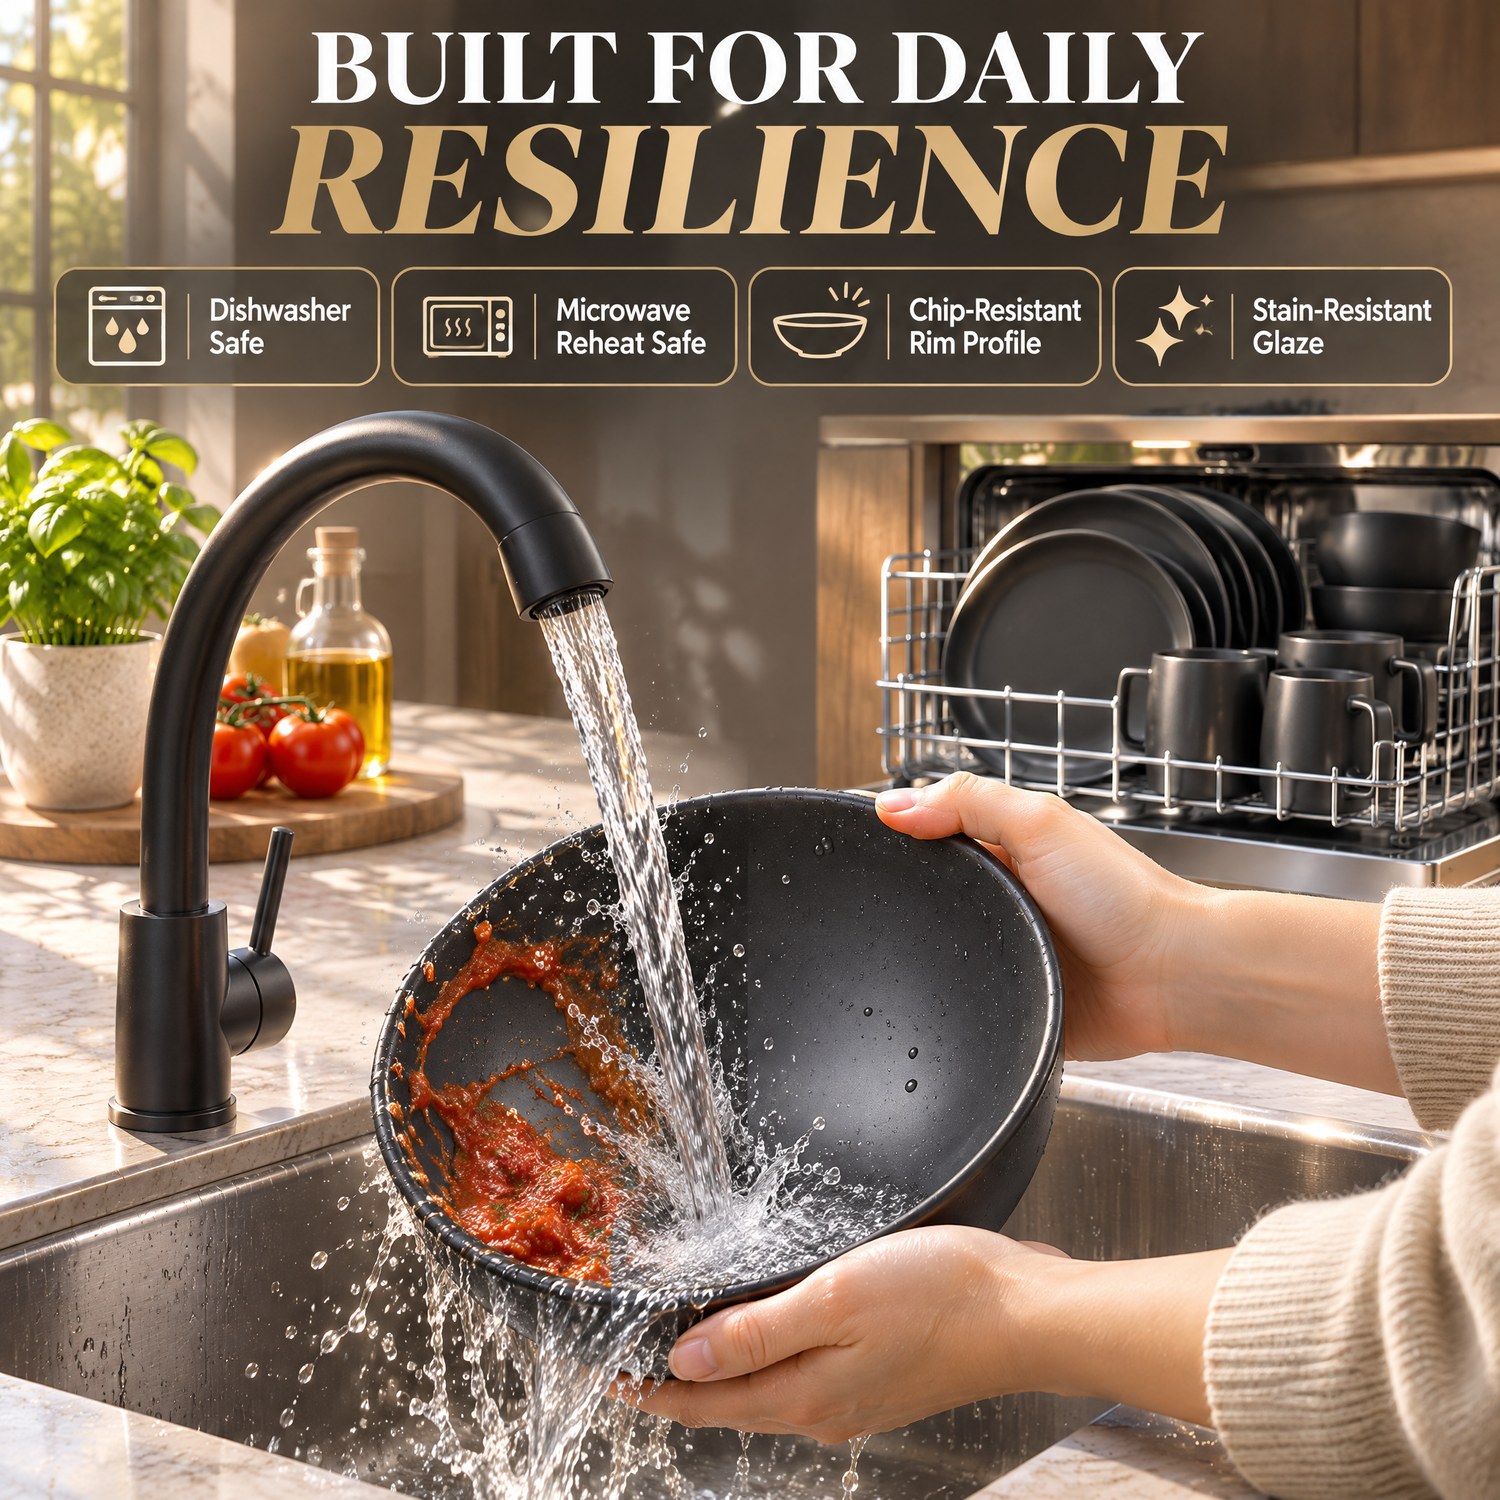 BUILT FOR DAILY
RESILIENCE
Dishwasher
Safe
Microwave
Reheat Safe
Chip-Resistant
Rim Profile
Stain-Resistant
Glaze